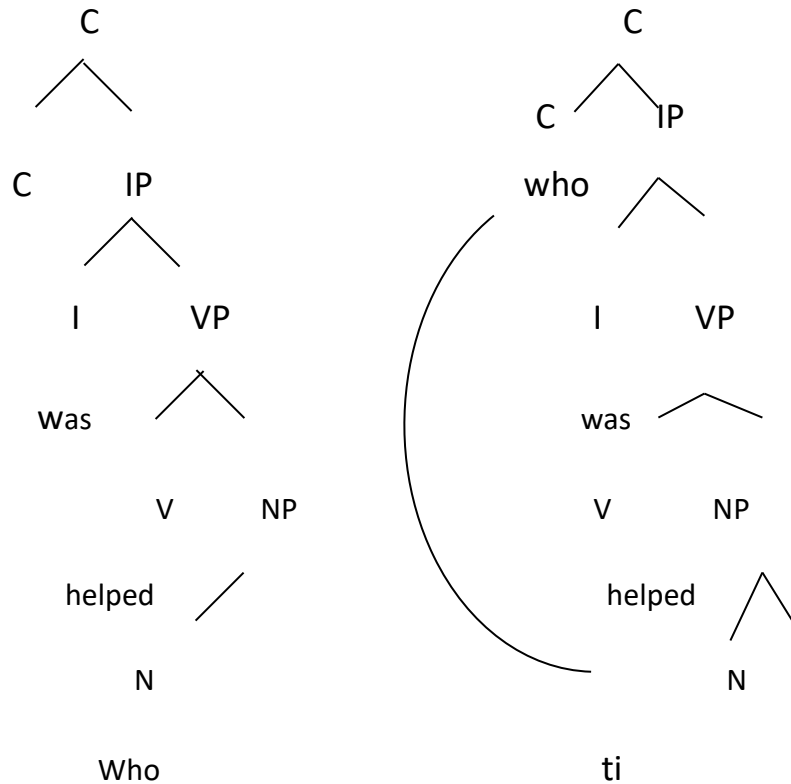 C
C IP
I VP
was
V NP
helped
N
Who
C
C IP
who
I VP
was
V NP
helped
N
ti